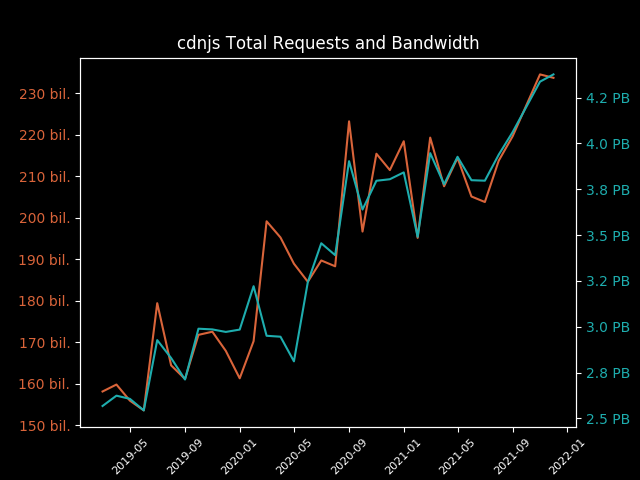 cdnjs Total Requests and Bandwidth
230 bil.
220 bil.
210 bil.
200 bil.
190 bil.
180 bil.
170 bil.
160 bil.
150 bil.
4.2 PB
4.0 PB
3.8 PB
3.5 PB
3.2 PB
3.0 PB
2.8 PB
2.5 PB
2019-05
2019-09
2020-01
2020-05
2020-09
2021-01
2021-05
2021-09
2022-01